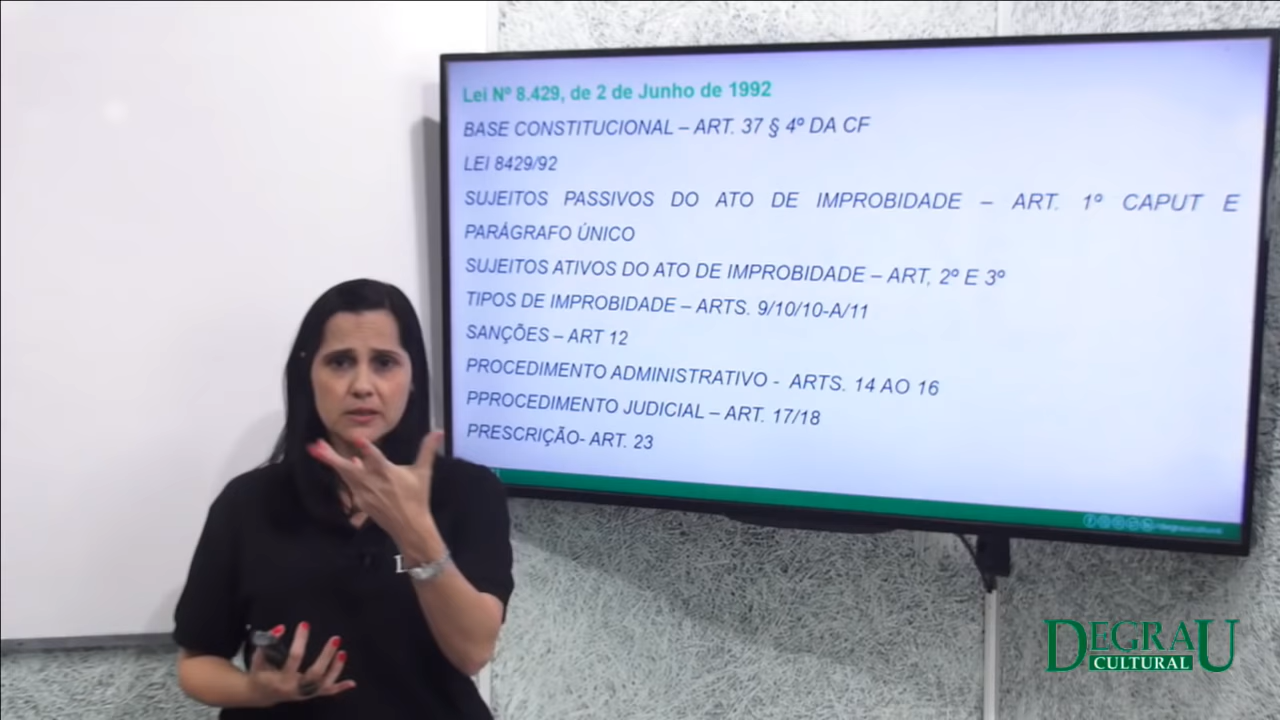 Lei Nº 8.429, de 2 de Junho de 1992
BASE CONSTITUCIONAL – ART. 37 § 4º DA CF
LEI 8429/92
SUJEITOS PASSIVOS DO ATO DE IMPROBIDADE – ART. 1º CAPUT E
PARÁGRAFO ÚNICO
SUJEITOS ATIVOS DO ATO DE IMPROBIDADE – ART, 2º E 3º
TIPOS DE IMPROBIDADE – ARTS. 9/10/10-A/11
SANÇÕES – ART 12
PROCEDIMENTO ADMINISTRATIVO - ARTS. 14 AO 16
PPROCEDIMENTO JUDICIAL – ART. 17/18
PRESCRIÇÃO- ART. 23
DEGRAU
CULTURAL